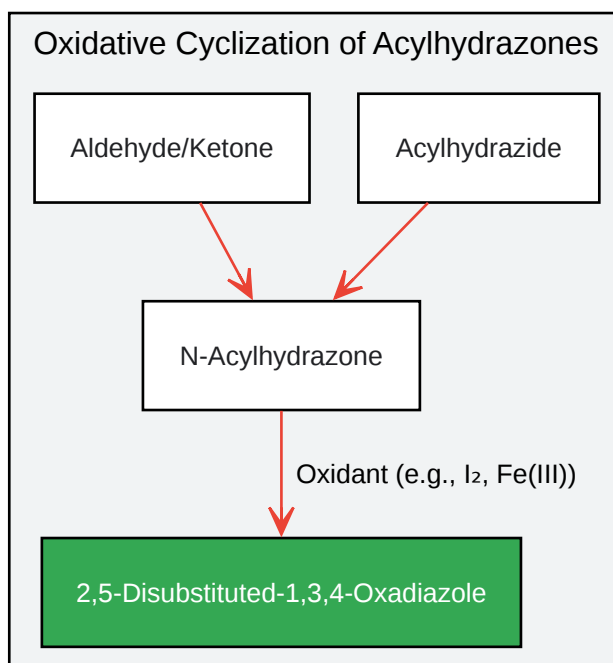 Oxidative Cyclization of Acylhydrazones
Aldehyde/Ketone
Acylhydrazide
N-Acylhydrazone
Oxidant (e.g., I₂, Fe(III))
2,5-Disubstituted-1,3,4-Oxadiazole